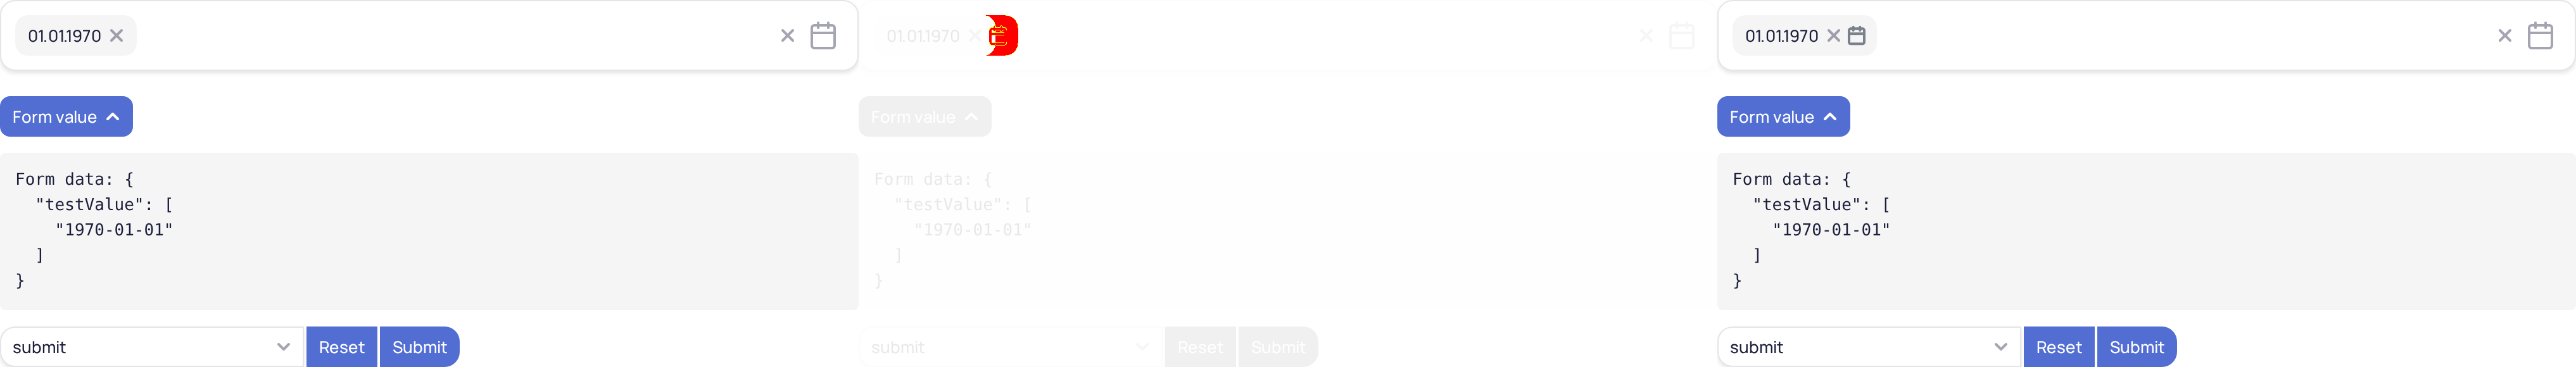 01.01.1970
Form value
Form data: {
  "testValue": [
    "1970-01-01"
  ]
}
submit
Reset
Submit
01.01.1970
Form value
Form data: {
  "testValue": [
    "1970-01-01"
  ]
}
submit
Reset
Submit
01.01.1970
Form value
Form data: {
  "testValue": [
    "1970-01-01"
  ]
}
submit
Reset
Submit